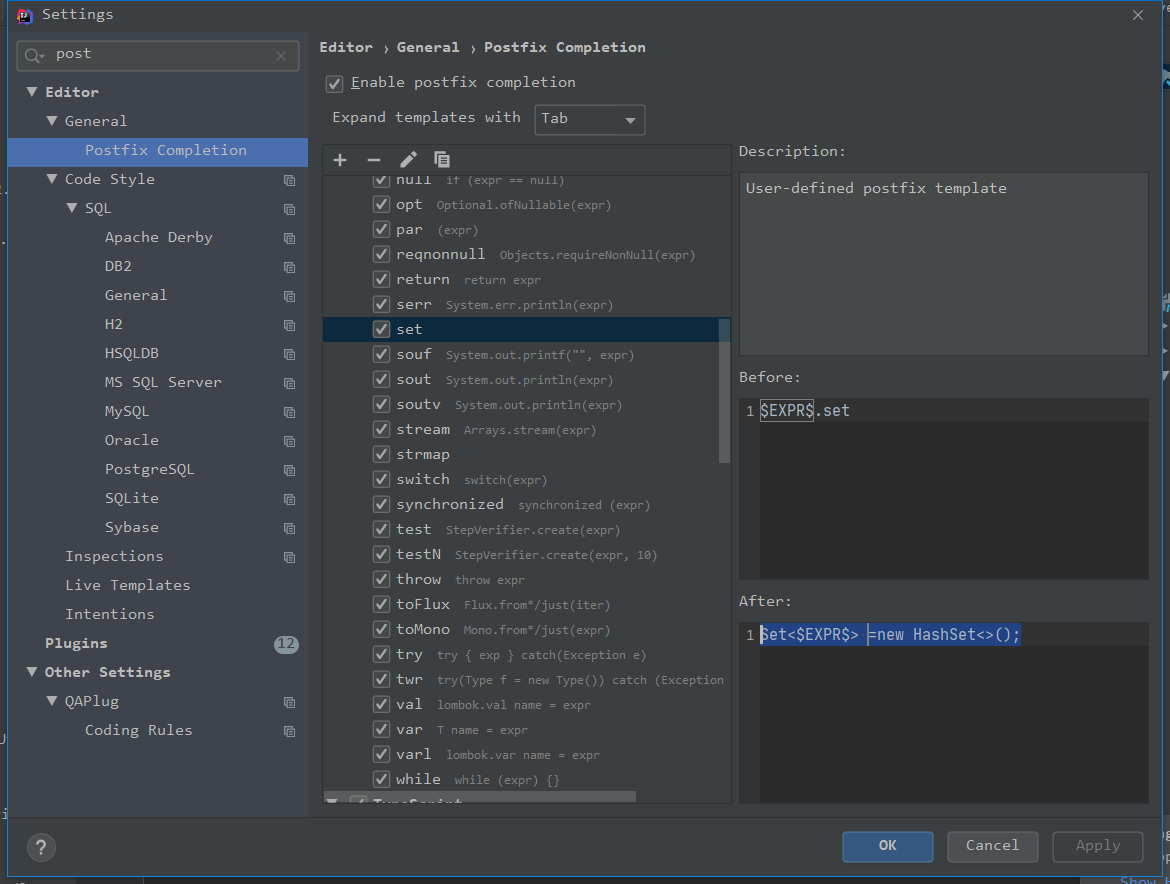 Settings
post
Editor
General
Postfix Completion
Code Style
SQL
Apache Derby
DB2
General
H2
HSQLDB
MS SQL Server
MySQL
Oracle
PostgreSQL
SQLite
Sybase
Inspections
Live Templates
Intentions
Plugins 12
Other Settings
QAPlug
Coding Rules
Editor › General › Postfix Completion
Enable postfix completion
Expand templates with Tab
null if (expr == null)
opt Optional.ofNullable(expr)
par (expr)
reqnonnull Objects.requireNonNull(expr)
return return expr
serr System.err.println(expr)
set
souf System.out.printf("", expr)
sout System.out.println(expr)
soutv System.out.println(expr)
stream Arrays.stream(expr)
strmap
switch switch(expr)
synchronized synchronized (expr)
test StepVerifier.create(expr)
testN StepVerifier.create(expr, 10)
throw throw expr
toFlux Flux.from*/just(iter)
toMono Mono.from*/just(expr)
try try { exp } catch(Exception e)
twr try(Type f = new Type()) catch (Exception
val lombok.val name = expr
var T name = expr
varl lombok.var name = expr
while while (expr) {}
TypeScript
Description:
User-defined postfix template
Before:
1 $EXPR$.set
After:
1 Set<$EXPR$> =new HashSet<>();
?
OK
Cancel
Apply
Show